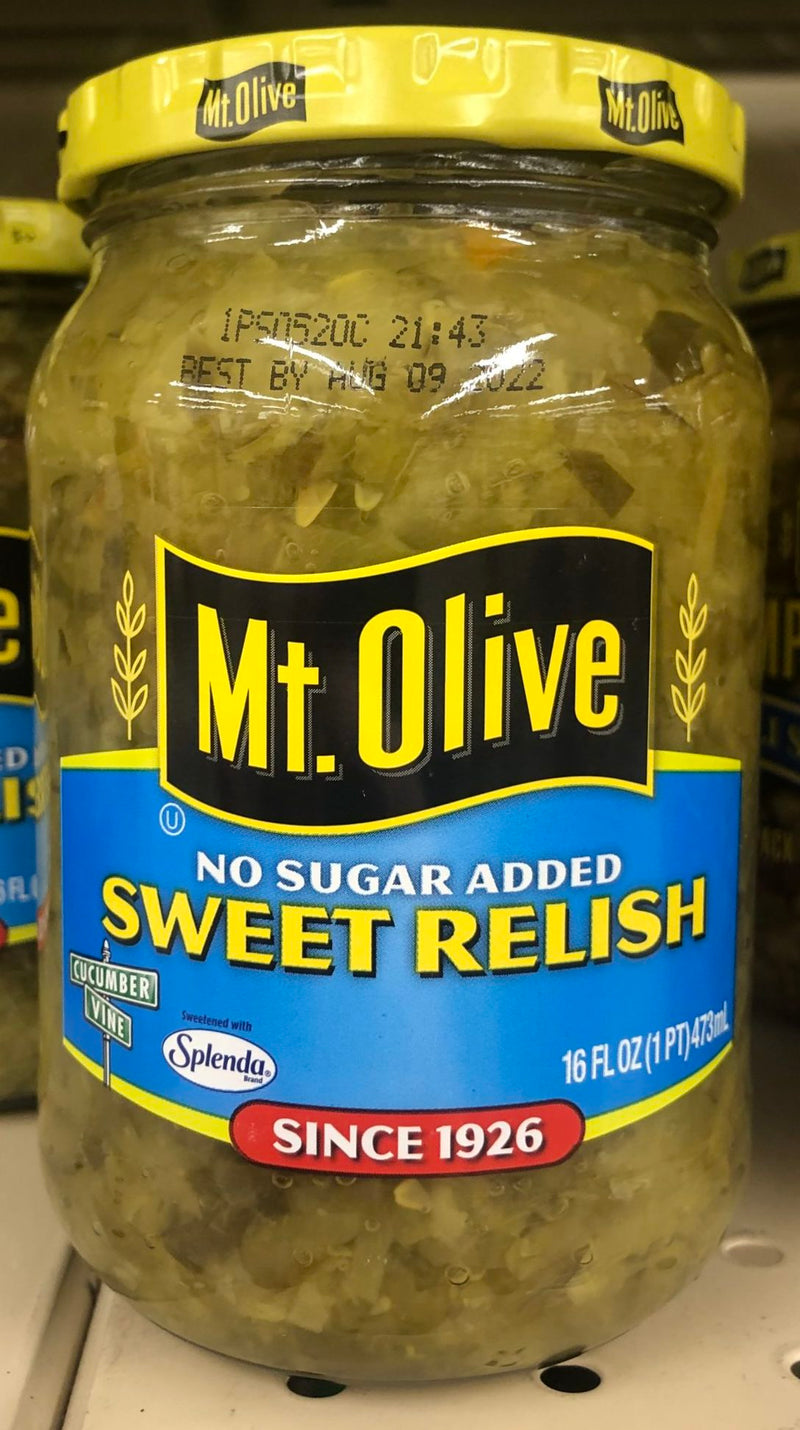 Mt.Olive
Mt.Olive
1PS0520C 21:43
BEST BY AUG 09 2022
Mt. Olive
U
NO SUGAR ADDED
SWEET RELISH
CUCUMBER
VINE
Sweetened with
Splenda®
Brand
16 FL OZ (1 PT) 473mL
SINCE 1926